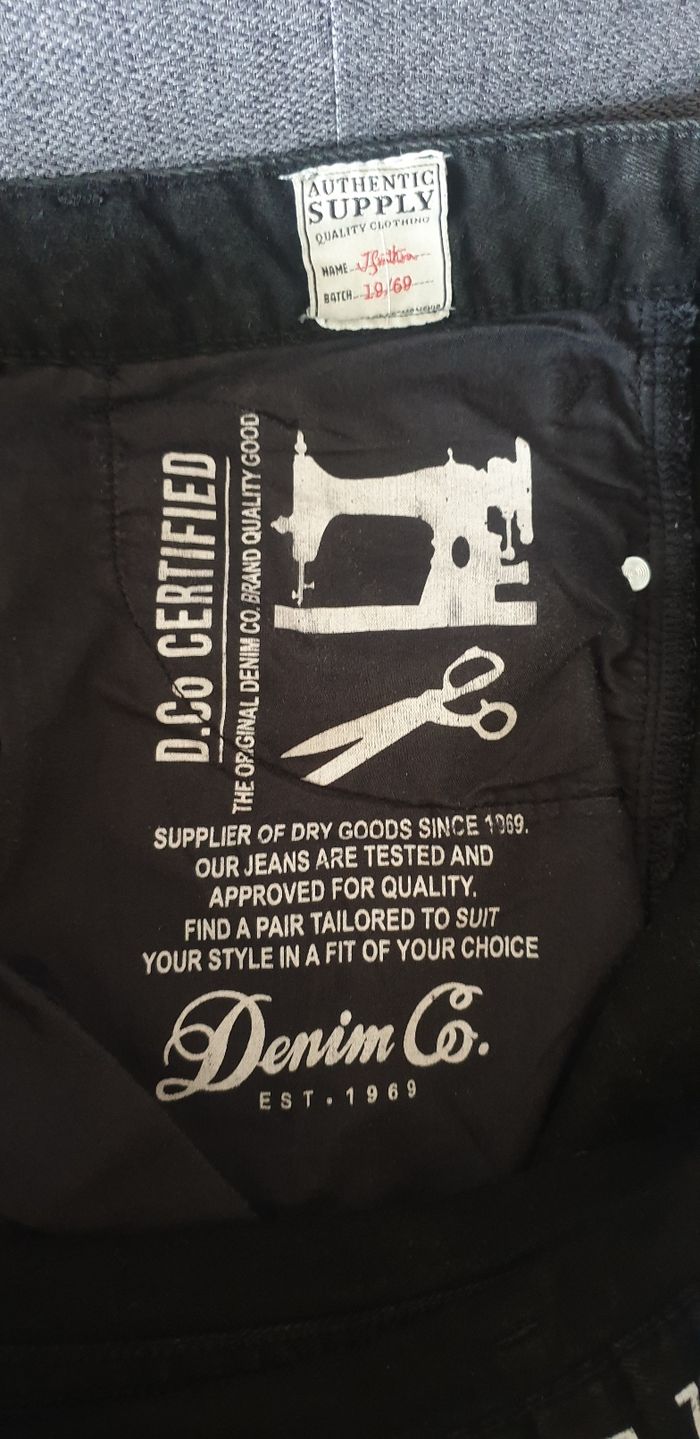 AUTHENTIC
SUPPLY
QUALITY CLOTHING
NAME
BATCH 19/69
D.Co CERTIFIED
THE ORIGINAL DENIM CO. BRAND QUALITY GOOD
SUPPLIER OF DRY GOODS SINCE 1969.
OUR JEANS ARE TESTED AND
APPROVED FOR QUALITY.
FIND A PAIR TAILORED TO SUIT
YOUR STYLE IN A FIT OF YOUR CHOICE
Denim Co.
EST. 1969